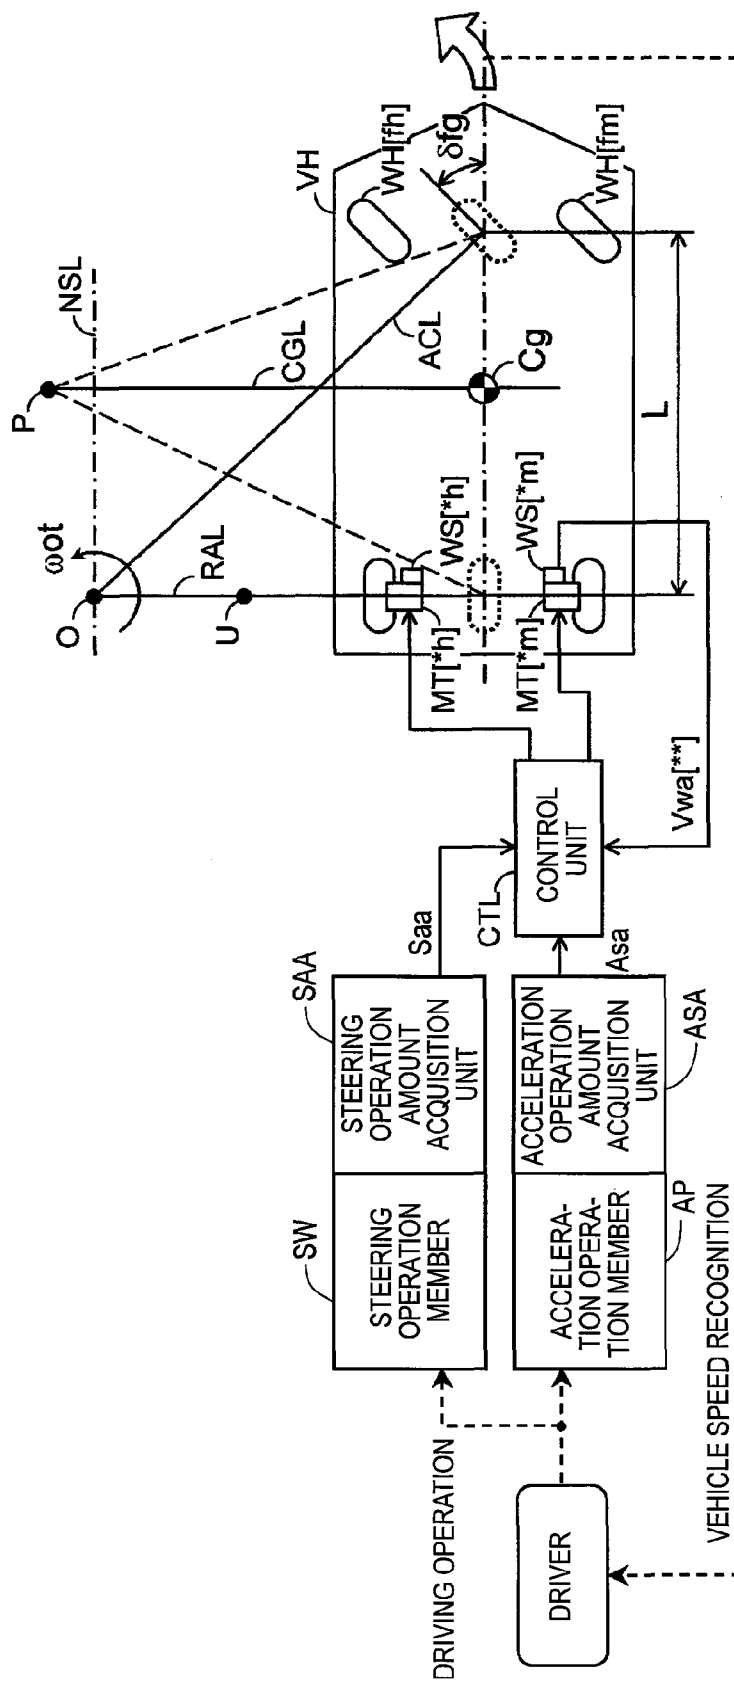 P
NSL
O
ωot
RAL
U
CGL
ACL
VH
WH[fh]
δfg
Cg
WH[fm]
L
WS[*h]
MT[*h]
WS[*m]
MT[*m]
Vwa[**]
CTL
CONTROL
UNIT
Saa
Asa
SAA
STEERING
OPERATION
AMOUNT
ACQUISITION
UNIT
ACCELERATION
OPERATION
AMOUNT
ACQUISITION
UNIT
ASA
SW
STEERING
OPERATION
MEMBER
ACCELERA-
TION OPERA-
TION MEMBER
AP
DRIVING OPERATION
DRIVER
VEHICLE SPEED RECOGNITION